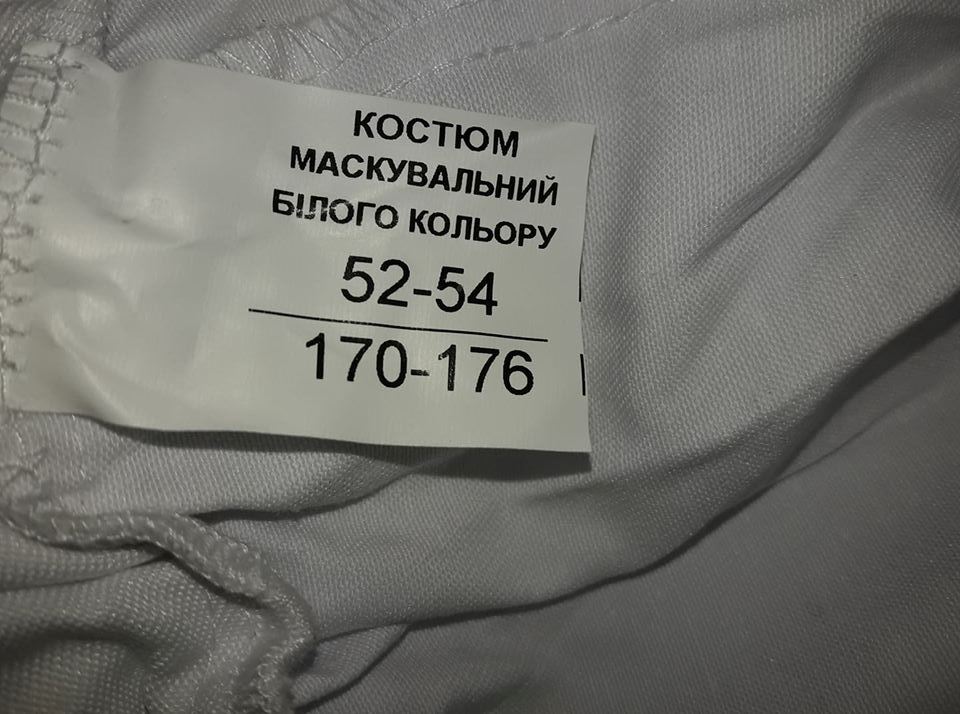 КОСТЮМ
МАСКУВАЛЬНИЙ
БІЛОГО КОЛЬОРУ
52-54
170-176